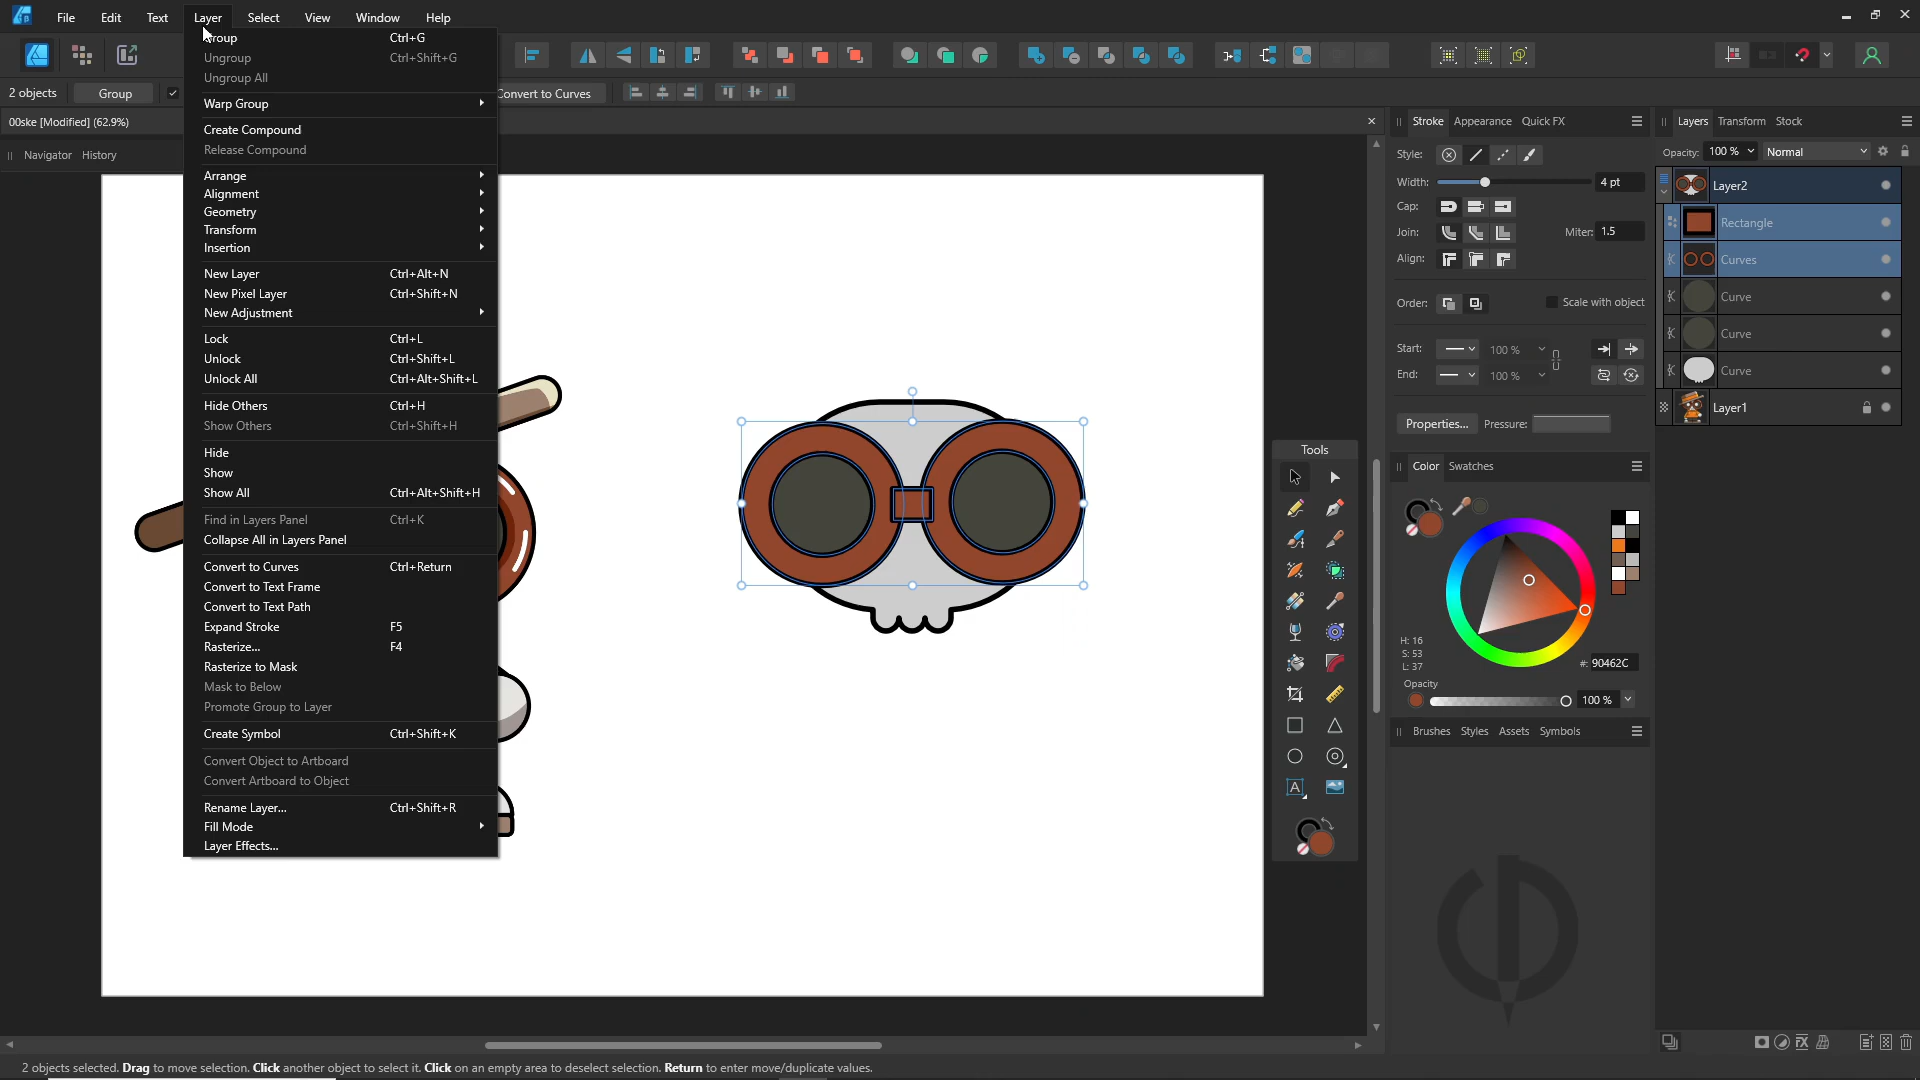 File Edit Text Layer Select View Window Help
2 objects Group Convert to Curves
00ske [Modified] (62.9%)
Navigator History
Group Ctrl+G
Ungroup Ctrl+Shift+G
Ungroup All
Warp Group
Create Compound
Release Compound
Arrange
Alignment
Geometry
Transform
Insertion
New Layer Ctrl+Alt+N
New Pixel Layer Ctrl+Shift+N
New Adjustment
Lock Ctrl+L
Unlock Ctrl+Shift+L
Unlock All Ctrl+Alt+Shift+L
Hide Others Ctrl+H
Show Others Ctrl+Shift+H
Hide
Show
Show All Ctrl+Alt+Shift+H
Find in Layers Panel Ctrl+K
Collapse All in Layers Panel
Convert to Curves Ctrl+Return
Convert to Text Frame
Convert to Text Path
Expand Stroke F5
Rasterize... F4
Rasterize to Mask
Mask to Below
Promote Group to Layer
Create Symbol Ctrl+Shift+K
Convert Object to Artboard
Convert Artboard to Object
Rename Layer... Ctrl+Shift+R
Fill Mode
Layer Effects...
Tools
A
Stroke Appearance Quick FX
Style:
Width: 4 pt
Cap:
Join: Miter: 1.5
Align:
Order: Scale with object
Start: 100 %
End: 100 %
Properties... Pressure:
Color Swatches
H: 16
S: 53
L: 37
#: 90462C
Opacity
100 %
Brushes Styles Assets Symbols
Layers Transform Stock
Opacity: 100 % Normal
Layer2
Rectangle
Curves
Curve
Curve
Curve
Layer1
2 objects selected. Drag to move selection. Click another object to select it. Click on an empty area to deselect selection. Return to enter move/duplicate values.